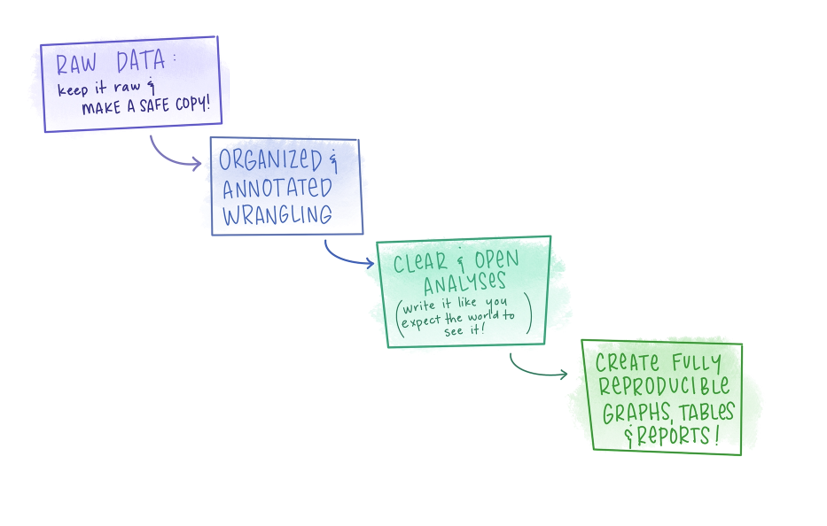 RAW DATA:
keep it raw &
MAKE A SAFE COPY!
ORGANIZED &
ANNOTATED
WRANGLING
CLEAR & OPEN
ANALYSES
(write it like you
expect the world to
see it!)
CREATE FULLY
REPRODUCIBLE
GRAPHS, TABLES
& REPORTS!